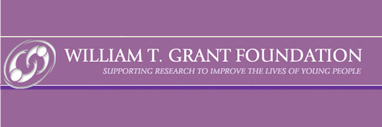 WILLIAM T. GRANT FOUNDATION
SUPPORTING RESEARCH TO IMPROVE THE LIVES OF YOUNG PEOPLE